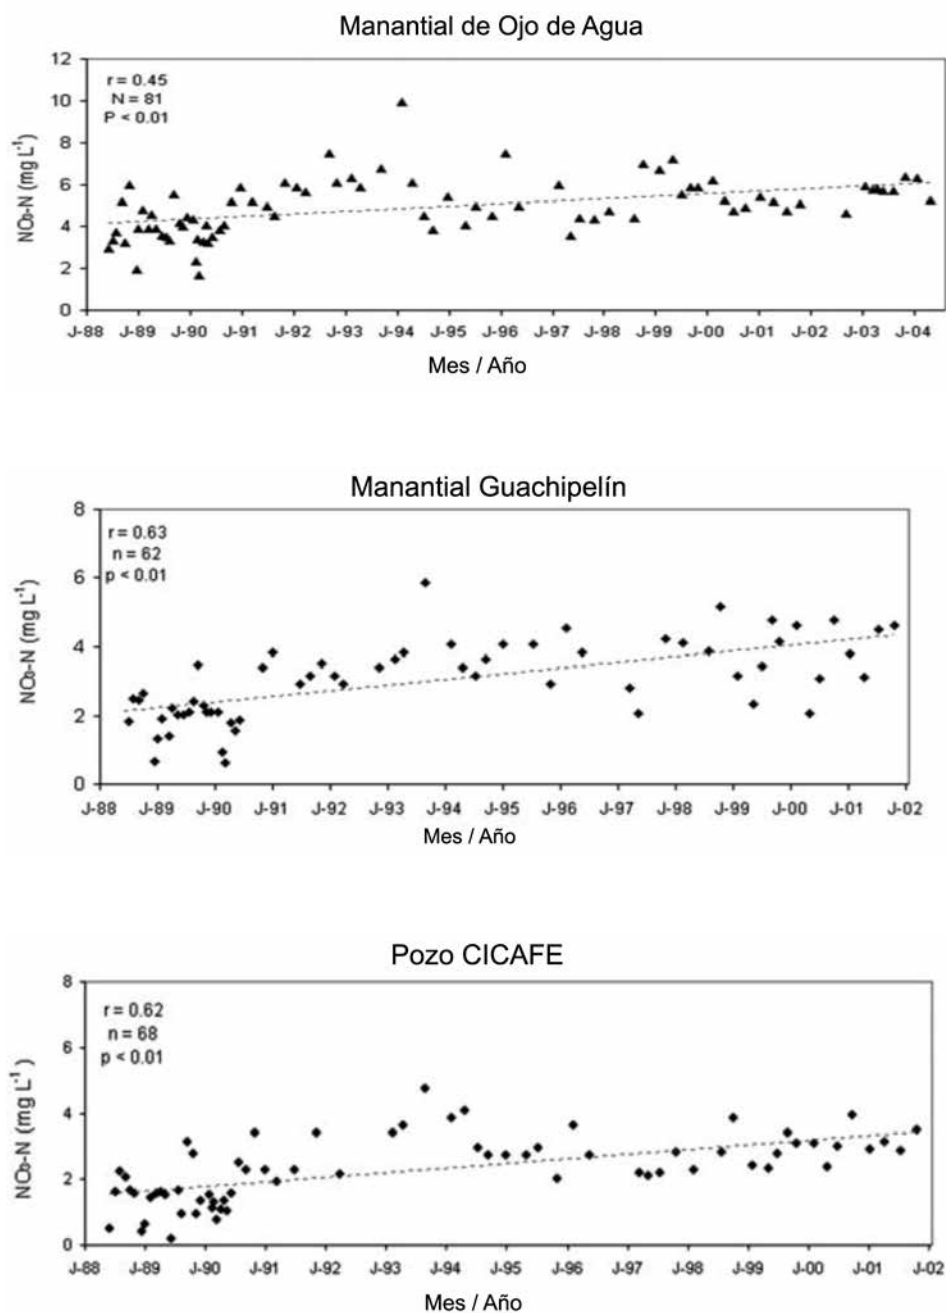 Manantial de Ojo de Agua
12
10
8
6
4
2
0
NO3-N (mg L-1)
r = 0.45
N = 81
P < 0.01
J-88 J-89 J-90 J-91 J-92 J-93 J-94 J-95 J-96 J-97 J-98 J-99 J-00 J-01 J-02 J-03 J-04
Mes / Año
Manantial Guachipelín
8
6
4
2
0
NO3-N (mg L-1)
r = 0.63
n = 62
p < 0.01
J-88 J-89 J-90 J-91 J-92 J-93 J-94 J-95 J-96 J-97 J-98 J-99 J-00 J-01 J-02
Mes / Año
Pozo CICAFE
8
6
4
2
0
NO3-N (mg L-1)
r = 0.62
n = 68
p < 0.01
J-88 J-89 J-90 J-91 J-92 J-93 J-94 J-95 J-96 J-97 J-98 J-99 J-00 J-01 J-02
Mes / Año